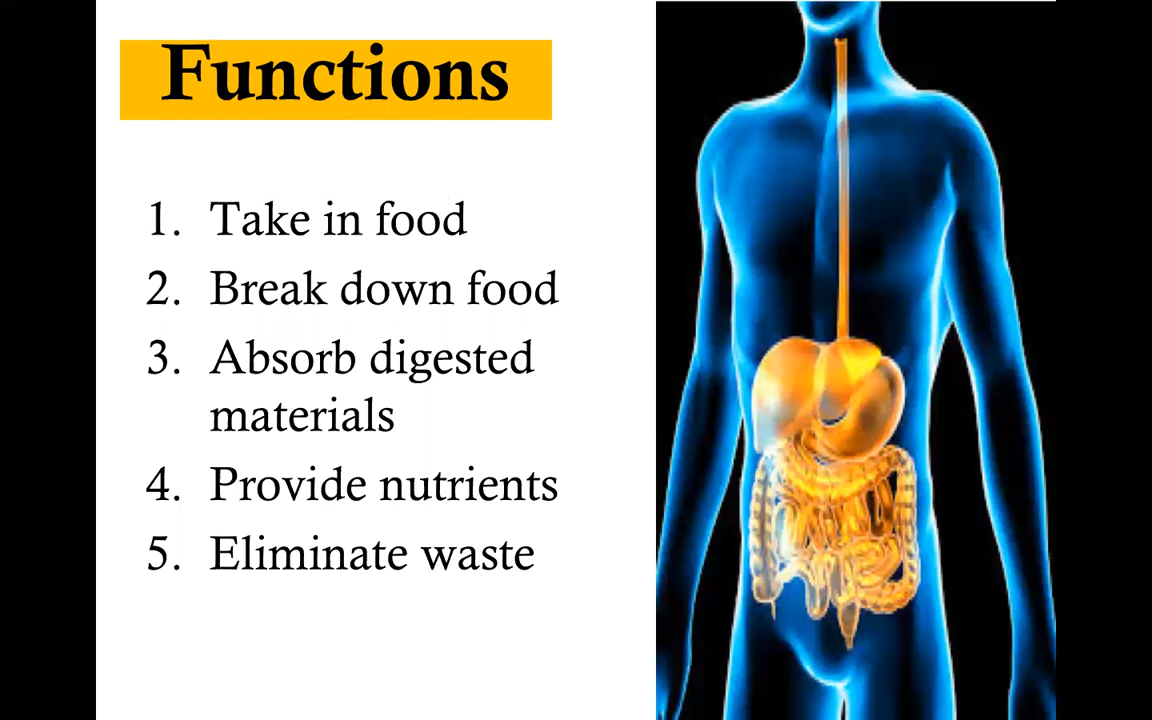 Functions
1. Take in food
2. Break down food
3. Absorb digested
materials
4. Provide nutrients
5. Eliminate waste